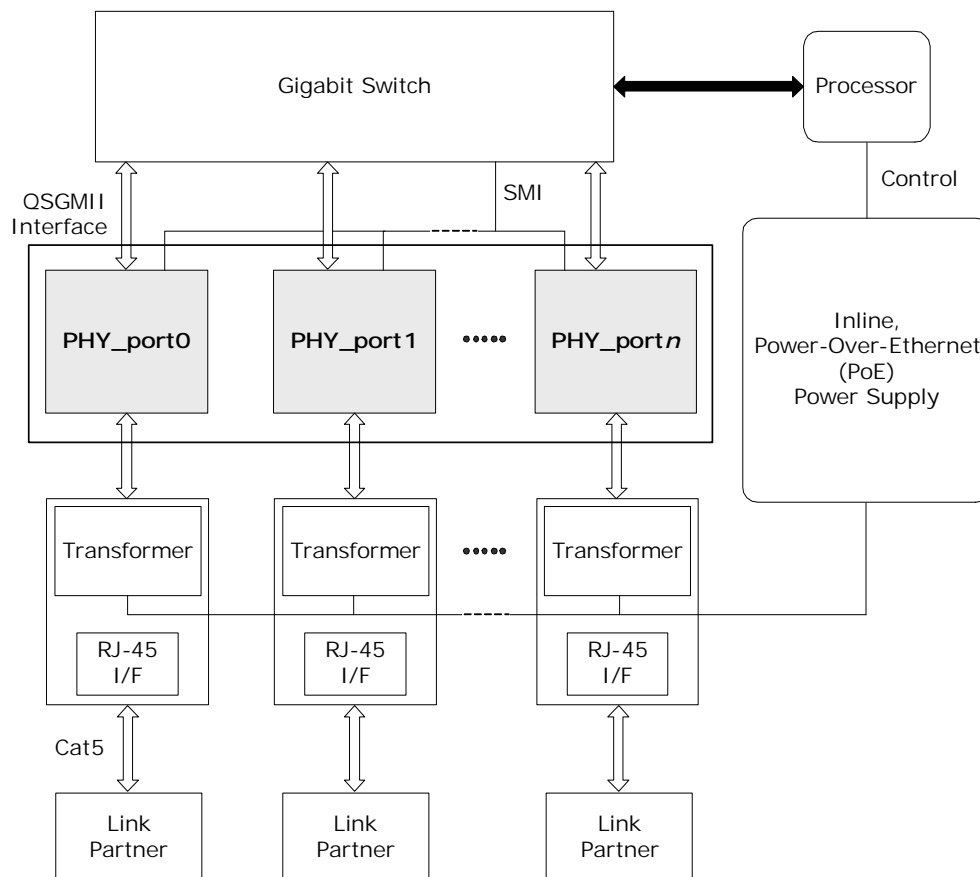 Gigabit Switch
Processor
QSGMII
Interface
SMI
Control
PHY_port0
PHY_port1
PHY_portn
Inline,
Power-Over-Ethernet
(PoE)
Power Supply
Transformer
Transformer
Transformer
RJ-45
I/F
RJ-45
I/F
RJ-45
I/F
Cat5
Link
Partner
Link
Partner
Link
Partner